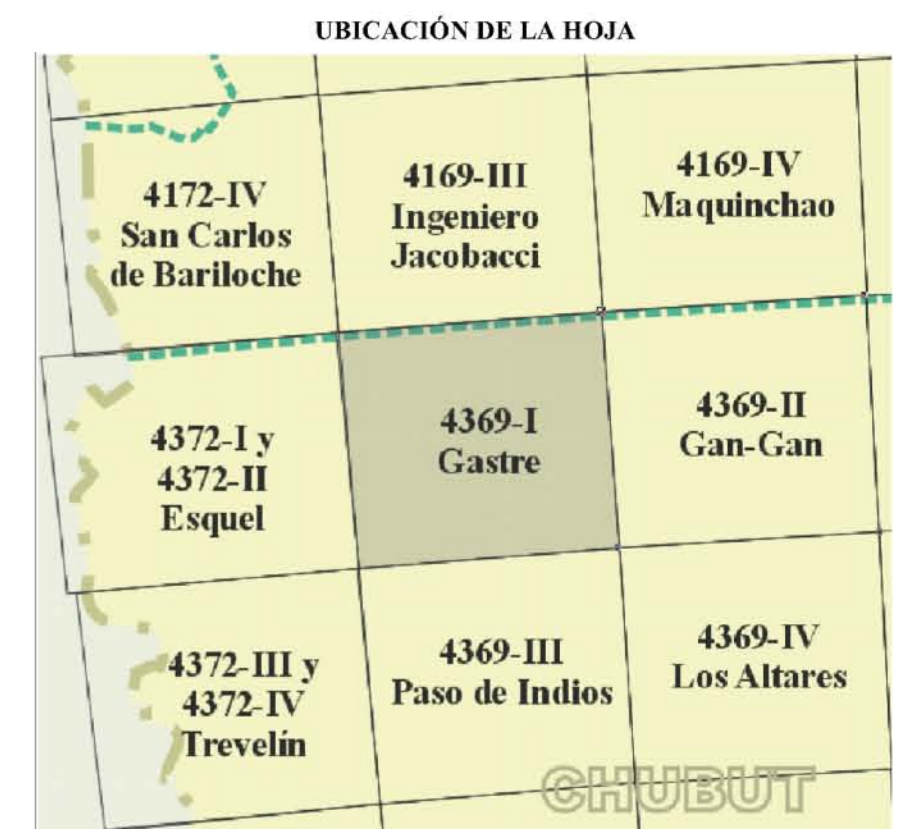 UBICACIÓN DE LA HOJA
4172-IV
San Carlos
de Bariloche
4169-III
Ingeniero
Jacobacci
4169-IV
Maquinchao
4372-I y
4372-II
Esquel
4369-I
Gastre
4369-II
Gan-Gan
4372-III y
4372-IV
Trevelín
4369-III
Paso de Indios
4369-IV
Los Altares
CHUBUT